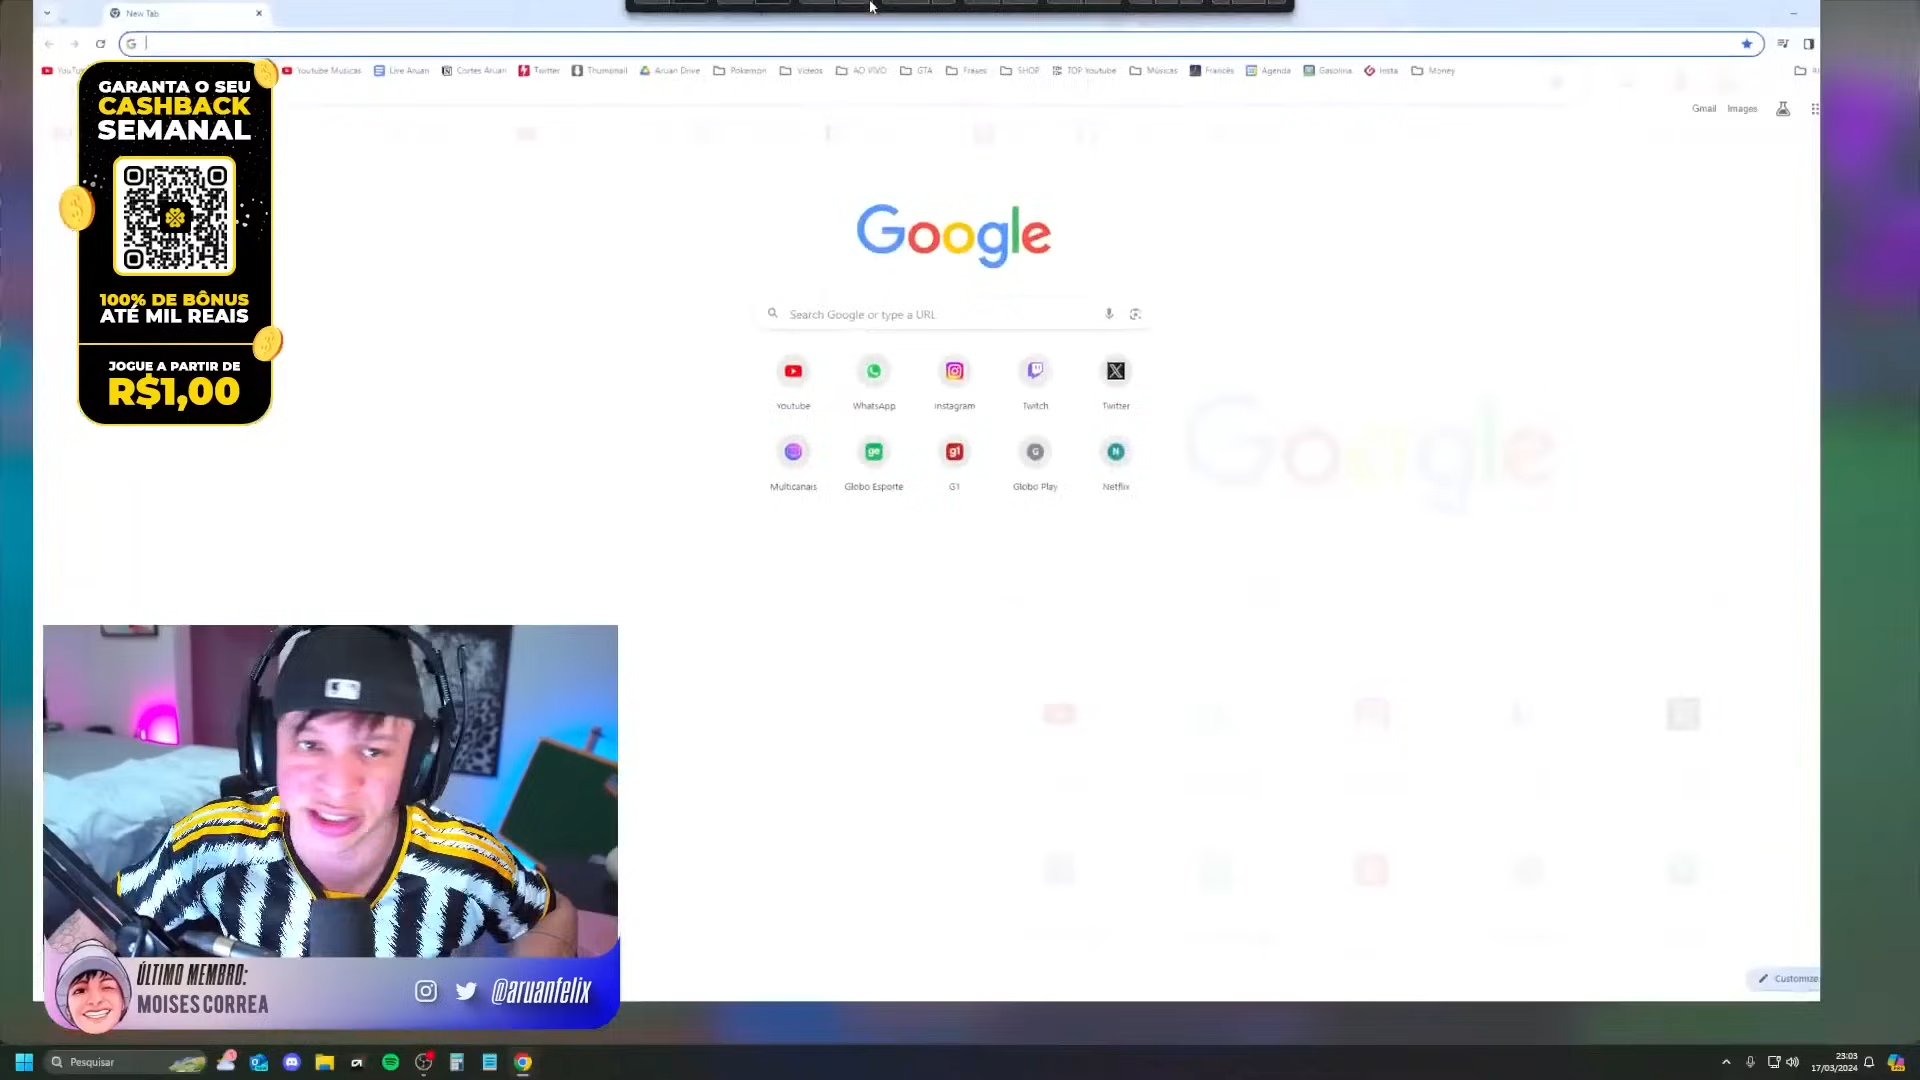 New Tab
Youtube Musicas
Live Aruan
Cortes Aruan
Twitter
Thumbnail
Aruan Drive
Pokemon
Videos
AO VIVO
GTA
Frases
SHOP
TOP Youtube
Músicas
Francês
Agenda
Gasolina
Insta
Money
Gmail
Images
GARANTA O SEU
CASHBACK
SEMANAL
100% DE BÔNUS
ATÉ MIL REAIS
JOGUE A PARTIR DE
R$1,00
Google
Search Google or type a URL
Youtube
WhatsApp
Instagram
Twitch
Twitter
Multicanais
Globo Esporte
G1
Globo Play
Netflix
Google
Customize
ÚLTIMO MEMBRO:
MOISES CORREA
@aruanfelix
Pesquisar
23:03
17/03/2024